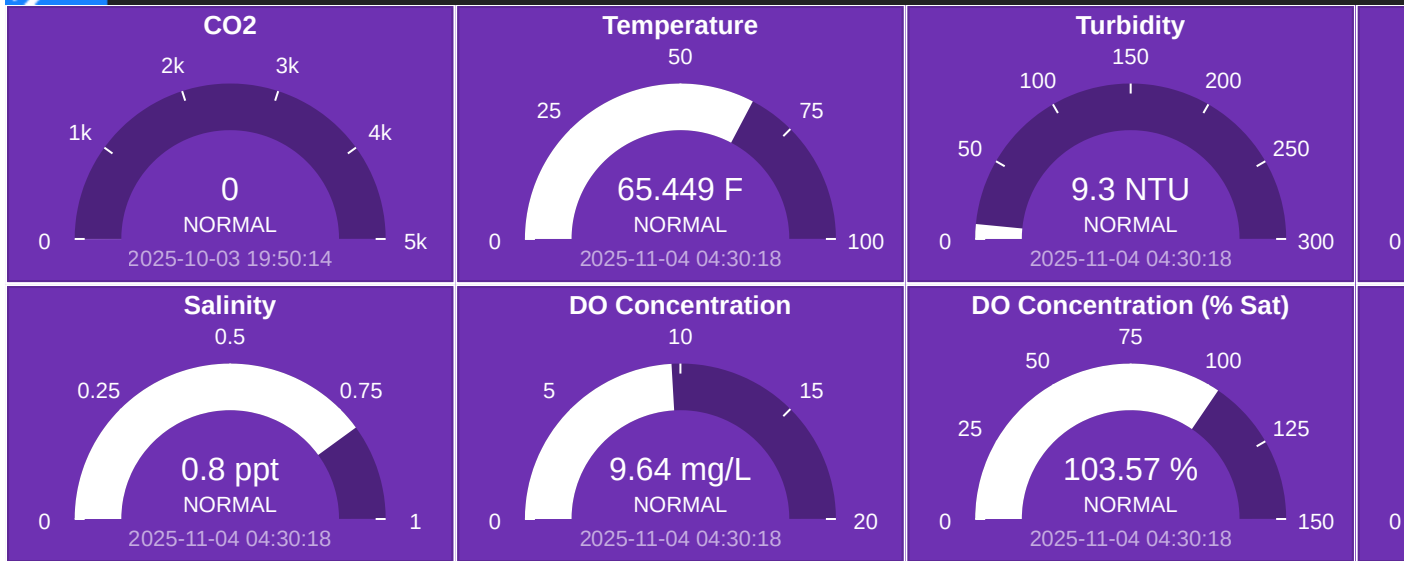 CO2
2k
3k
1k
4k
0
NORMAL
0
5k
2025-10-03 19:50:14
Temperature
50
25
75
65.449 F
NORMAL
0
100
2025-11-04 04:30:18
Turbidity
150
100
200
50
250
9.3 NTU
NORMAL
0
300
2025-11-04 04:30:18
0
Salinity
0.5
0.25
0.75
0.8 ppt
NORMAL
0
1
2025-11-04 04:30:18
DO Concentration
10
5
15
9.64 mg/L
NORMAL
0
20
2025-11-04 04:30:18
DO Concentration (% Sat)
75
50
100
25
125
103.57 %
NORMAL
0
150
2025-11-04 04:30:18
0